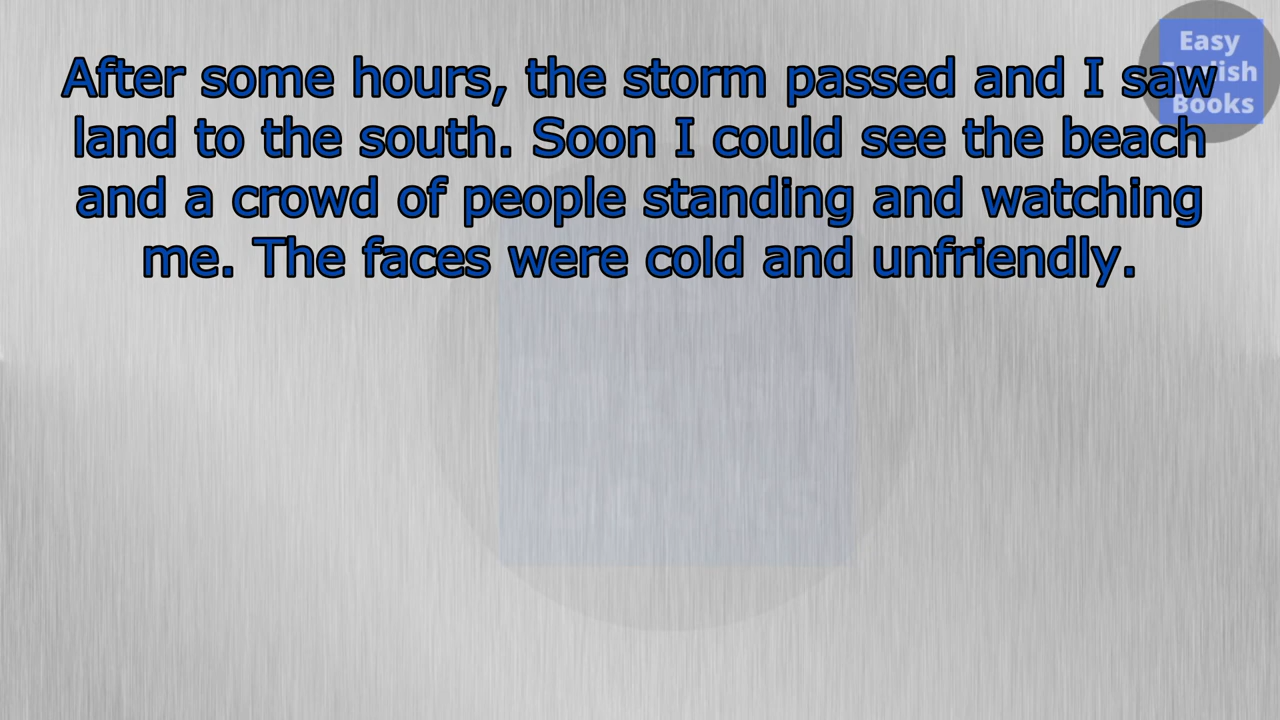 After some hours, the storm passed and I saw
land to the south. Soon I could see the beach
and a crowd of people standing and watching
me. The faces were cold and unfriendly.
Easy
English
Books